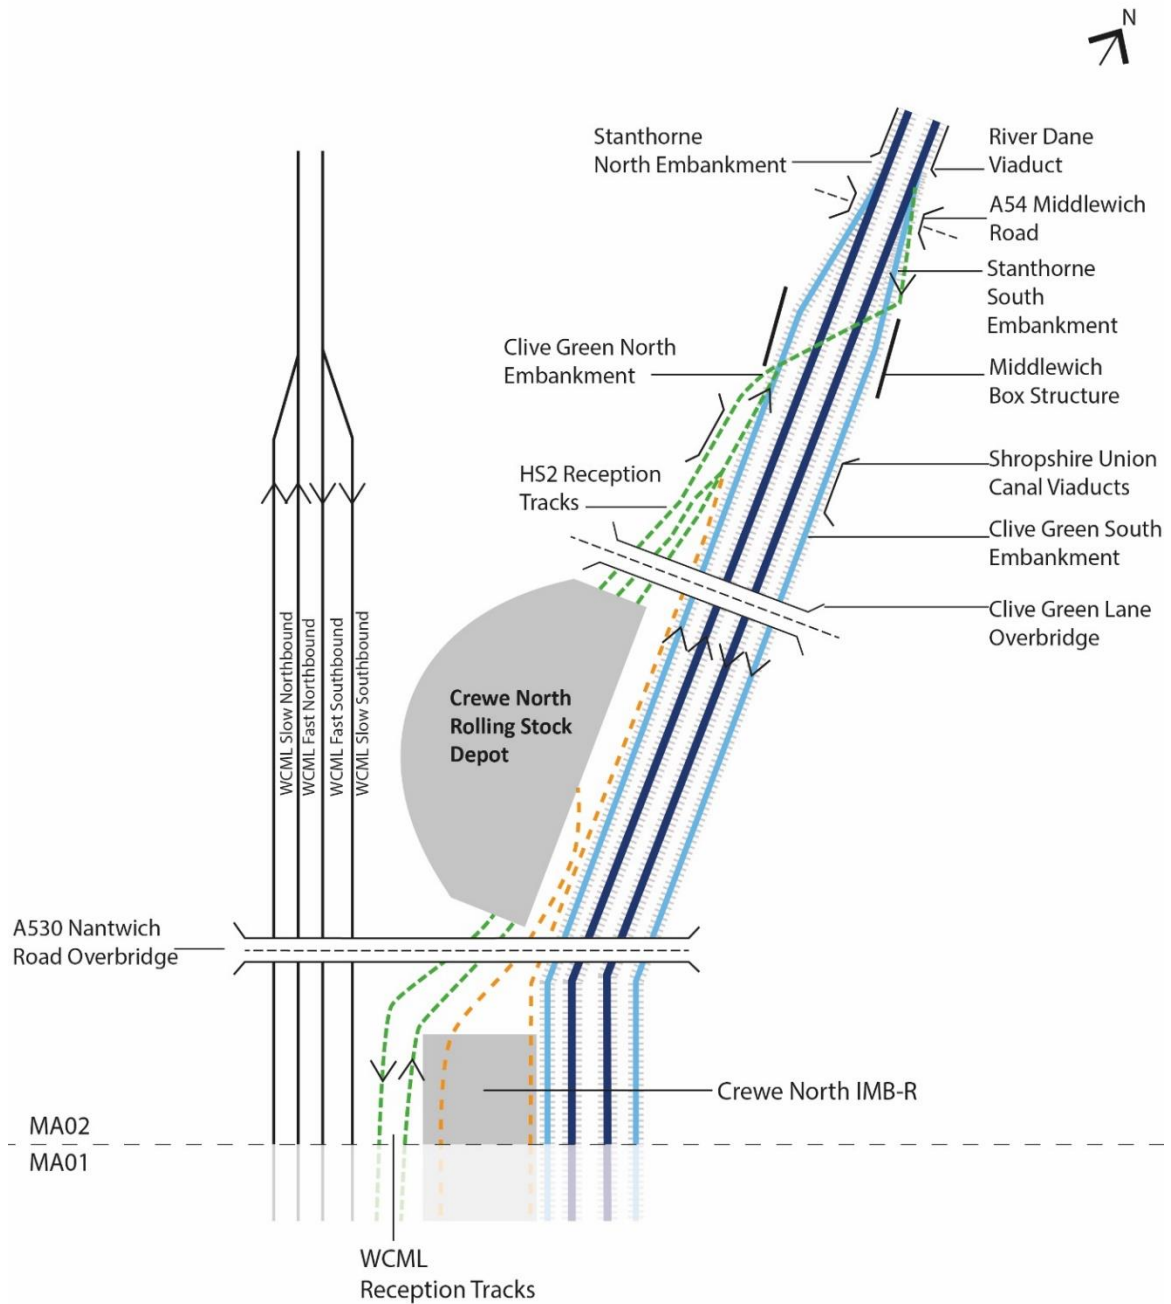 N
Stanthorne
North Embankment
River Dane
Viaduct
A54 Middlewich
Road
Stanthorne
South
Embankment
Clive Green North
Embankment
Middlewich
Box Structure
HS2 Reception
Tracks
Shropshire Union
Canal Viaducts
Clive Green South
Embankment
Clive Green Lane
Overbridge
WCML Slow Northbound
WCML Fast Northbound
WCML Fast Southbound
WCML Slow Southbound
Crewe North
Rolling Stock
Depot
A530 Nantwich
Road Overbridge
Crewe North IMB-R
MA02
MA01
WCML
Reception Tracks